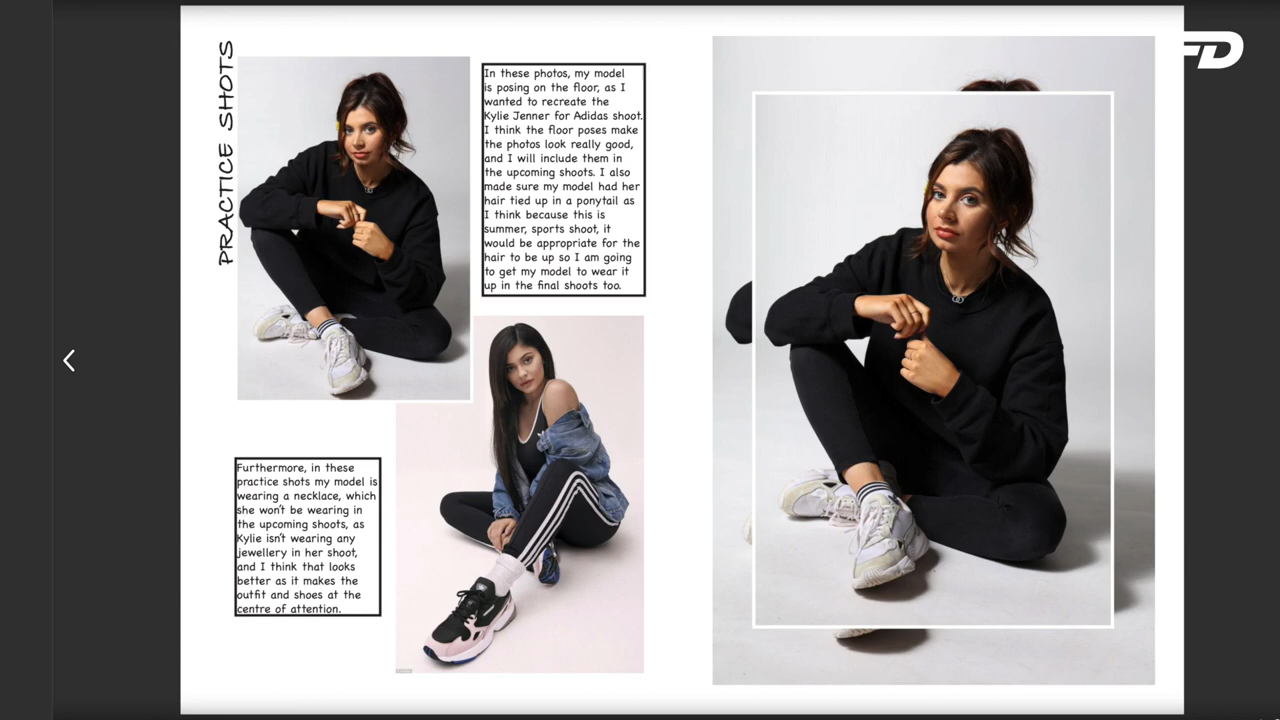 PRACTICE SHOTS
In these photos, my model
is posing on the floor, as I
wanted to recreate the
Kylie Jenner for Adidas shoot.
I think the floor poses make
the photos look really good,
and I will include them in
the upcoming shoots. I also
made sure my model had her
hair tied up in a ponytail as
I think because this is
summer, sports shoot, it
would be appropriate for the
hair to be up so I am going
to get my model to wear it
up in the final shoots too.
Furthermore, in these
practice shots my model is
wearing a necklace, which
she won't be wearing in
the upcoming shoots, as
Kylie isn't wearing any
jewellery in her shoot,
and I think that looks
better as it makes the
outfit and shoes at the
centre of attention.